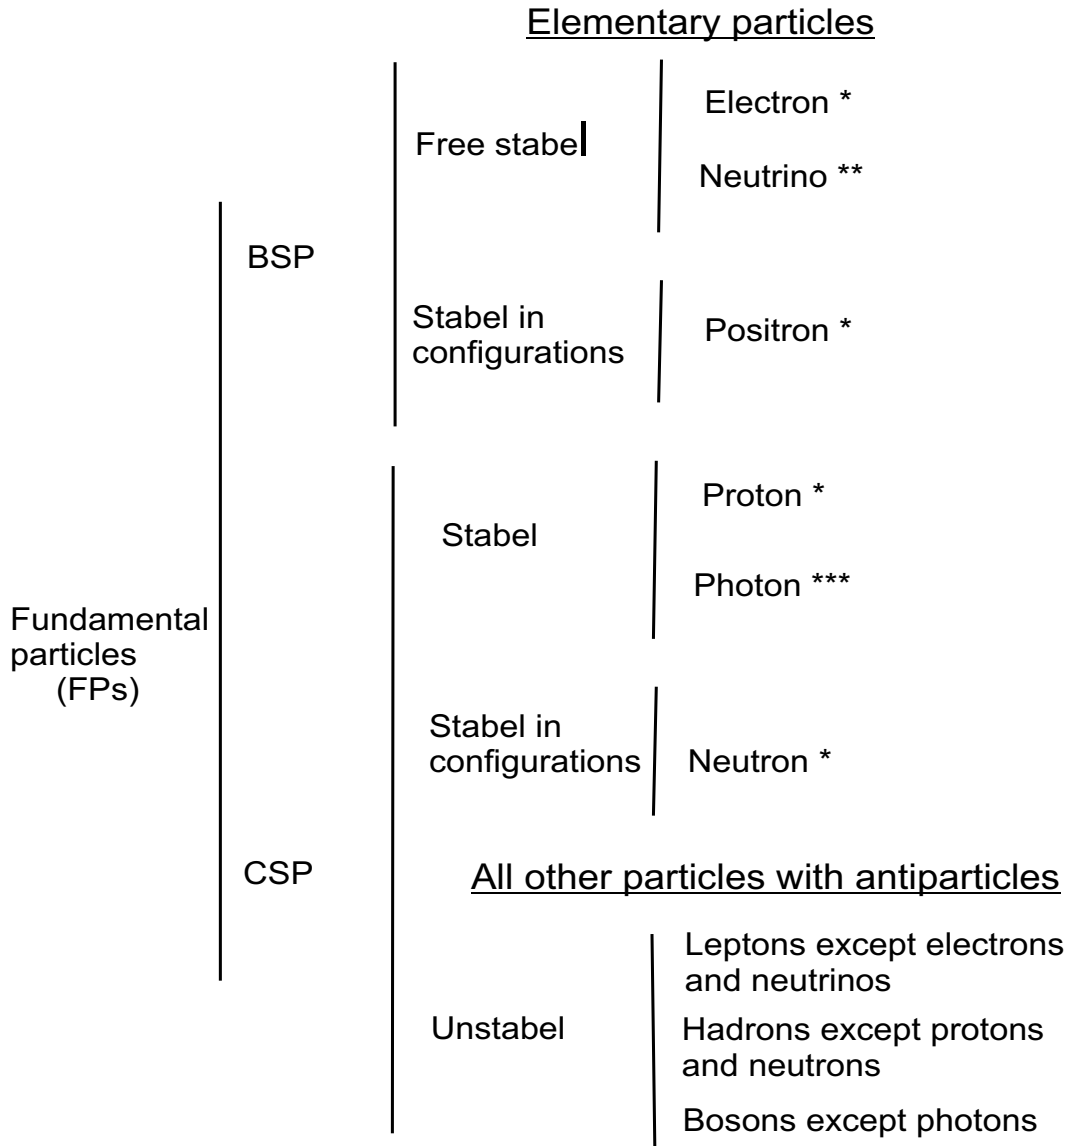 Elementary particles
Electron *
Free stabel
Neutrino **
BSP
Stabel in
configurations
Positron *
Proton *
Stabel
Photon ***
Fundamental
particles
(FPs)
Stabel in
configurations
Neutron *
CSP
All other particles with antiparticles
Leptons except electrons
and neutrinos
Unstabel
Hadrons except protons
and neutrons
Bosons except photons